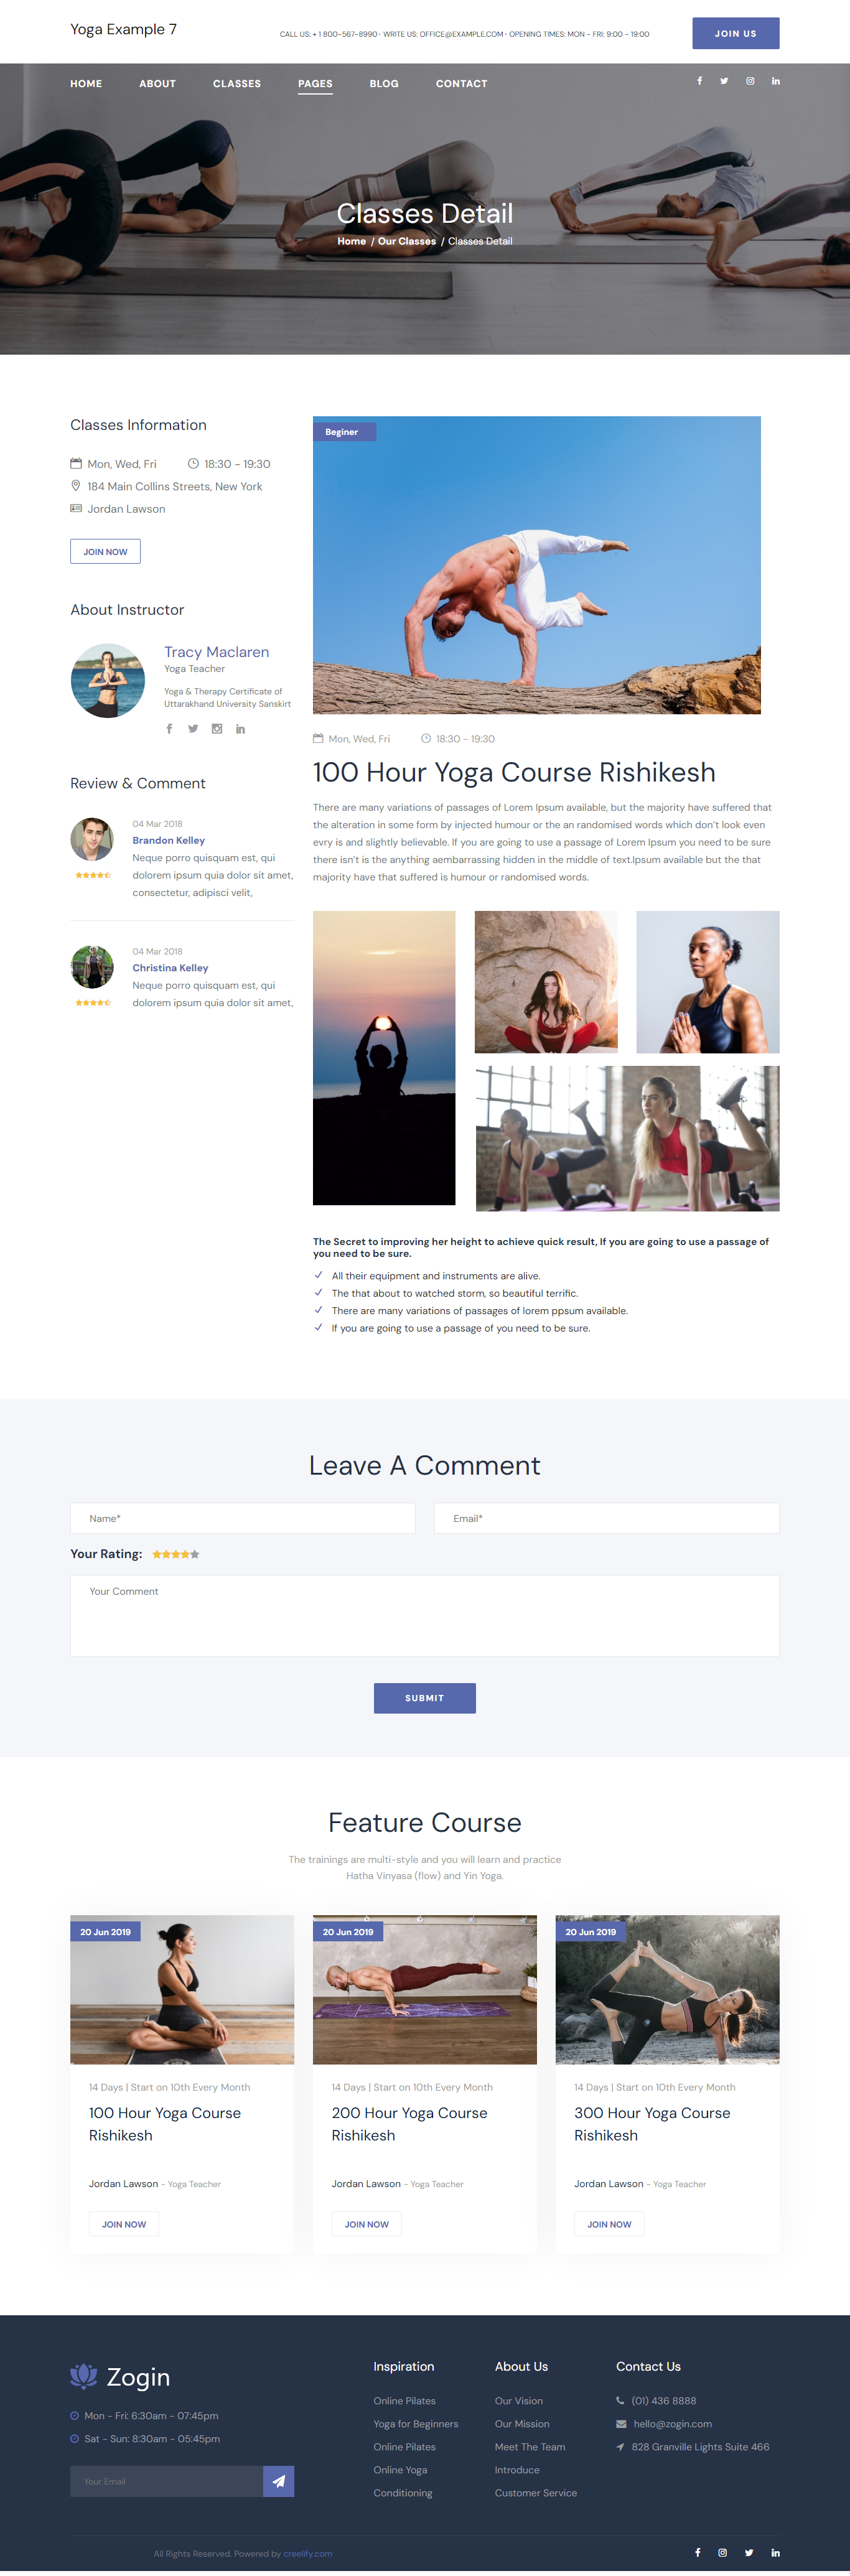 Yoga Example 7
CALL US: + 1 800-567-8990 · WRITE US: OFFICE@EXAMPLE.COM · OPENING TIMES: MON - FRI: 9:00 - 19:00
JOIN US
HOME ABOUT CLASSES PAGES BLOG CONTACT
Classes Detail
Home / Our Classes / Classes Detail
Classes Information
Mon, Wed, Fri 18:30 - 19:30
184 Main Collins Streets, New York
Jordan Lawson
JOIN NOW
About Instructor
Tracy Maclaren
Yoga Teacher
Yoga & Therapy Certificate of
Uttarakhand University Sanskirt
Review & Comment
04 Mar 2018
Brandon Kelley
Neque porro quisquam est, qui
dolorem ipsum quia dolor sit amet,
consectetur, adipisci velit,
04 Mar 2018
Christina Kelley
Neque porro quisquam est, qui
dolorem ipsum quia dolor sit amet,
Beginer
Mon, Wed, Fri 18:30 - 19:30
100 Hour Yoga Course Rishikesh
There are many variations of passages of Lorem Ipsum available, but the majority have suffered that
the alteration in some form by injected humour or the an randomised words which don't look even
evry is and slightly believable. If you are going to use a passage of Lorem Ipsum you need to be sure
there isn't is the anything aembarrassing hidden in the middle of text.Ipsum available but the that
majority have that suffered is humour or randomised words.
The Secret to improving her height to achieve quick result, If you are going to use a passage of
you need to be sure.
All their equipment and instruments are alive.
The that about to watched storm, so beautiful terrific.
There are many variations of passages of lorem ppsum available.
If you are going to use a passage of you need to be sure.
Leave A Comment
Name* Email*
Your Rating:
Your Comment
SUBMIT
Feature Course
The trainings are multi-style and you will learn and practice
Hatha Vinyasa (flow) and Yin Yoga.
20 Jun 2019
14 Days | Start on 10th Every Month
100 Hour Yoga Course
Rishikesh
Jordan Lawson - Yoga Teacher
JOIN NOW
20 Jun 2019
14 Days | Start on 10th Every Month
200 Hour Yoga Course
Rishikesh
Jordan Lawson - Yoga Teacher
JOIN NOW
20 Jun 2019
14 Days | Start on 10th Every Month
300 Hour Yoga Course
Rishikesh
Jordan Lawson - Yoga Teacher
JOIN NOW
Zogin
Mon - Fri: 6:30am - 07:45pm
Sat - Sun: 8:30am - 05:45pm
Your Email
Inspiration
Online Pilates
Yoga for Beginners
Online Pilates
Online Yoga
Conditioning
About Us
Our Vision
Our Mission
Meet The Team
Introduce
Customer Service
Contact Us
(01) 436 8888
hello@zogin.com
828 Granville Lights Suite 466
All Rights Reserved. Powered by creelify.com